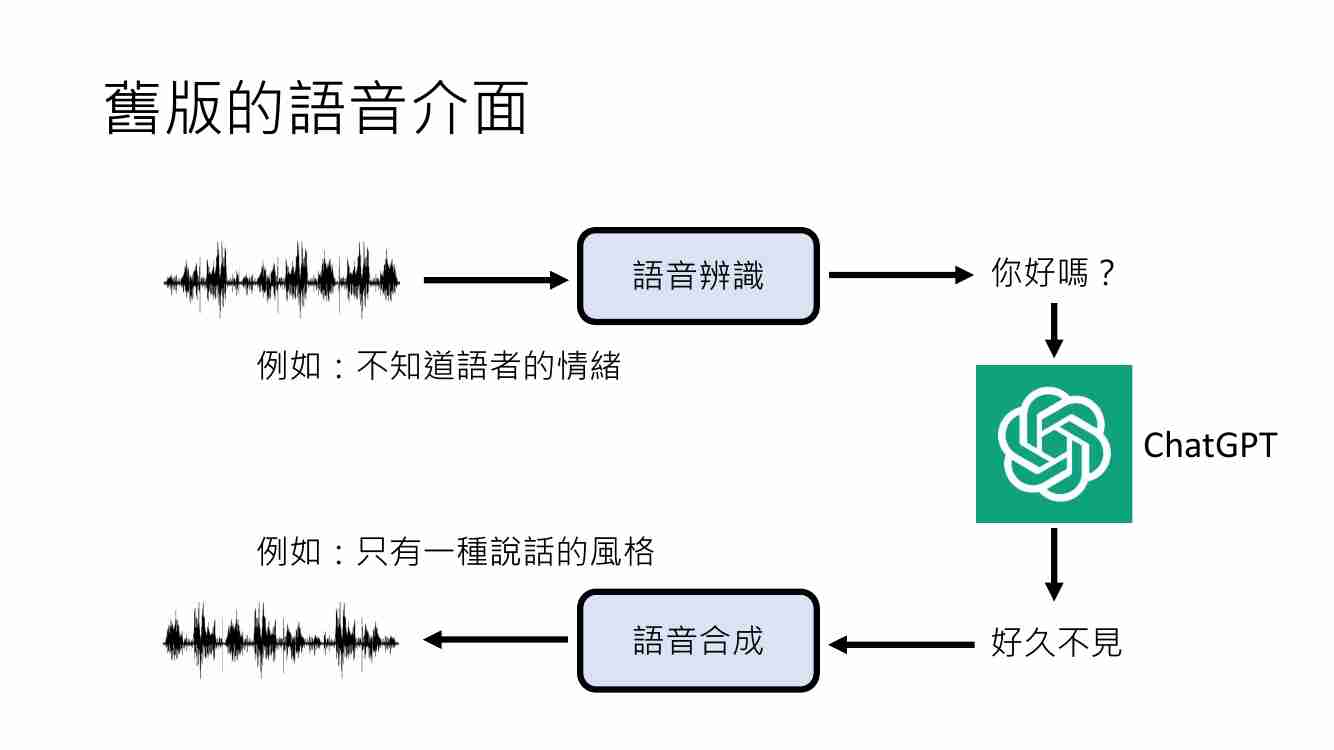 舊版的語音介面
語音辨識
你好嗎？
例如：不知道語者的情緒
ChatGPT
例如：只有一種說話的風格
語音合成
好久不見